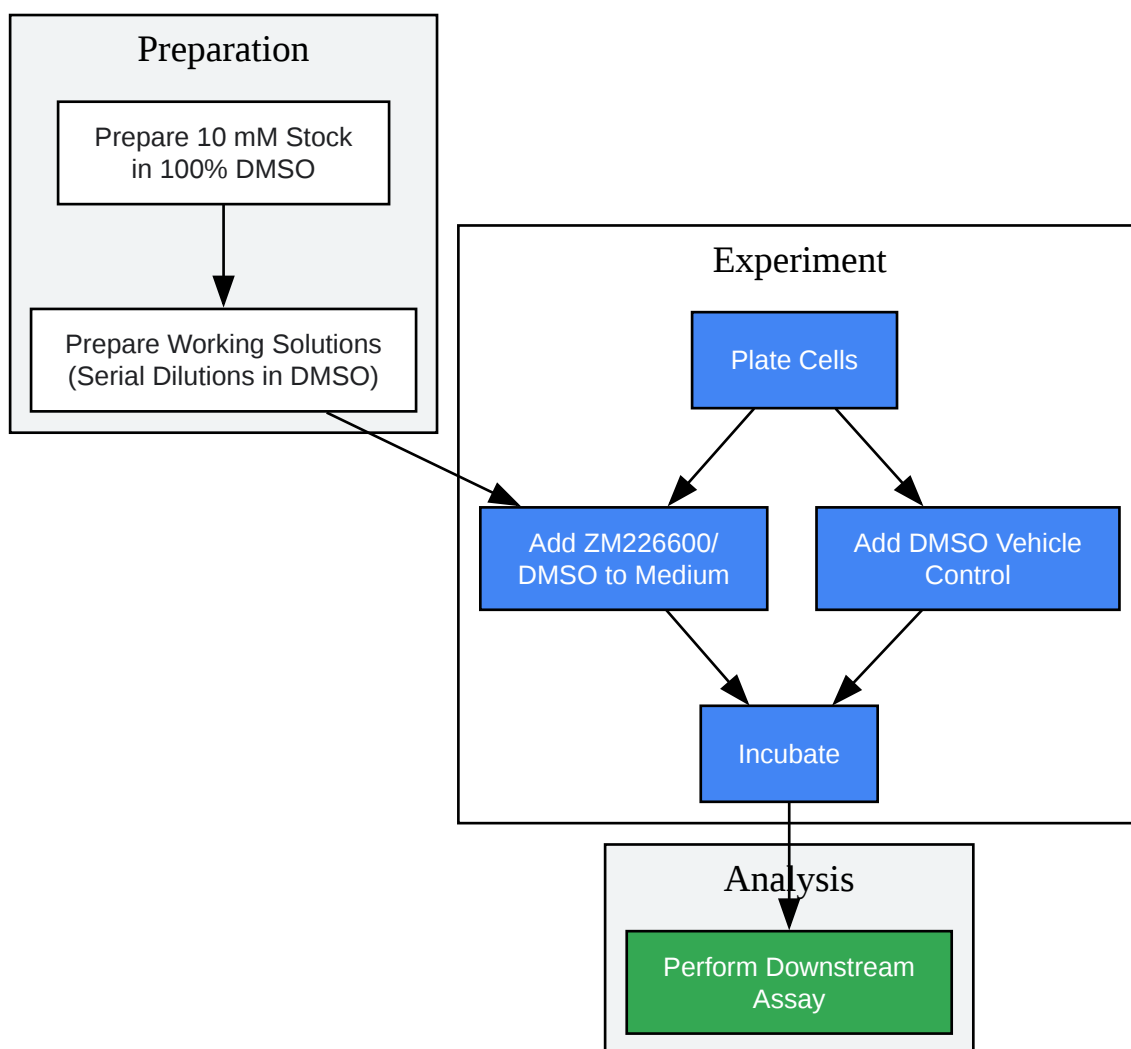 Preparation
Prepare 10 mM Stock
in 100% DMSO
Prepare Working Solutions
(Serial Dilutions in DMSO)
Experiment
Plate Cells
Add ZM226600/
DMSO to Medium
Add DMSO Vehicle
Control
Incubate
Analysis
Perform Downstream
Assay